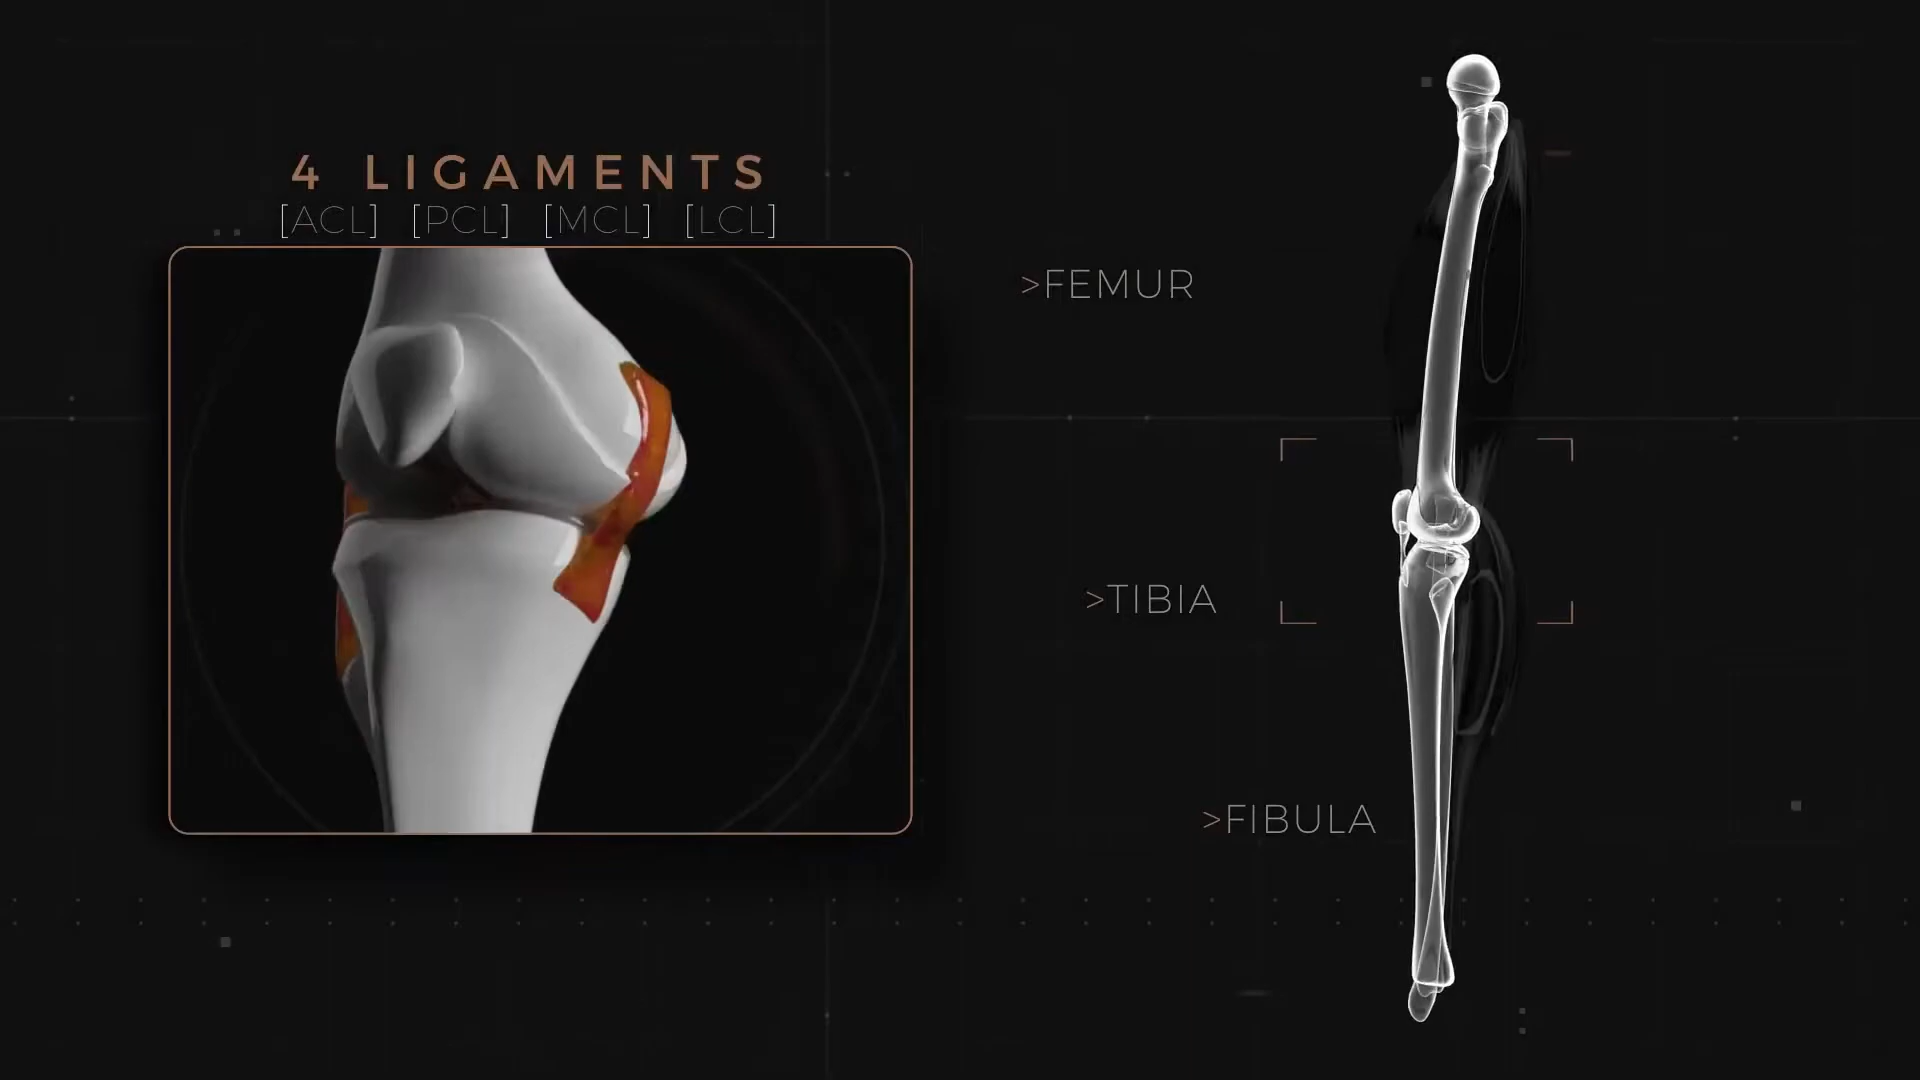 4 LIGAMENTS
[ACL] [PCL] [MCL] [LCL]
>FEMUR
>TIBIA
>FIBULA